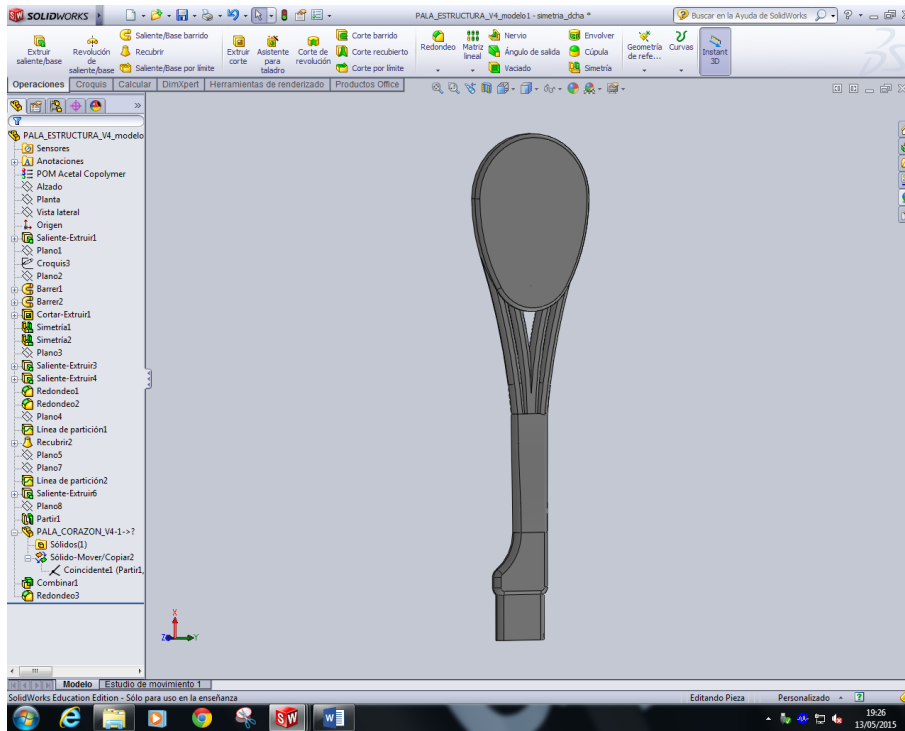 SOLIDWORKS
PALA_ESTRUCTURA_V4_modelo1 - simetria_dcha *
Buscar en la Ayuda de SolidWorks
Extruir saliente/base
Revolución de saliente/base
Saliente/Base barrido
Recubrir
Saliente/Base por límite
Extruir corte
Asistente para taladro
Corte de revolución
Corte barrido
Corte recubierto
Corte por límite
Redondeo
Matriz lineal
Nervio
Ángulo de salida
Vaciado
Envolver
Cúpula
Simetría
Geometría de refe...
Curvas
Instant 3D
Operaciones
Croquis
Calcular
DimXpert
Herramientas de renderizado
Productos Office
PALA_ESTRUCTURA_V4_modelo
Sensores
Anotaciones
POM Acetal Copolymer
Alzado
Planta
Vista lateral
Origen
Saliente-Extruir1
Plano1
Croquis3
Plano2
Barrer1
Barrer2
Cortar-Extruir1
Simetría1
Simetría2
Plano3
Saliente-Extruir3
Saliente-Extruir4
Redondeo1
Redondeo2
Plano4
Línea de partición1
Recubrir2
Plano5
Plano7
Línea de partición2
Saliente-Extruir6
Plano8
Partir1
PALA_CORAZON_V4-1->?
Sólidos(1)
Sólido-Mover/Copiar2
Coincidente1 (Partir1,
Combinar1
Redondeo3
X
Z
Y
Modelo
Estudio de movimiento 1
SolidWorks Education Edition - Sólo para uso en la enseñanza
Editando Pieza
Personalizado
19:26
13/05/2015